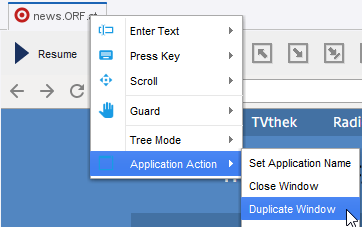 news.ORF.at
Resume
Enter Text
Press Key
Scroll
Guard
Tree Mode
Application Action
TVthek
Radi
Set Application Name
Close Window
Duplicate Window